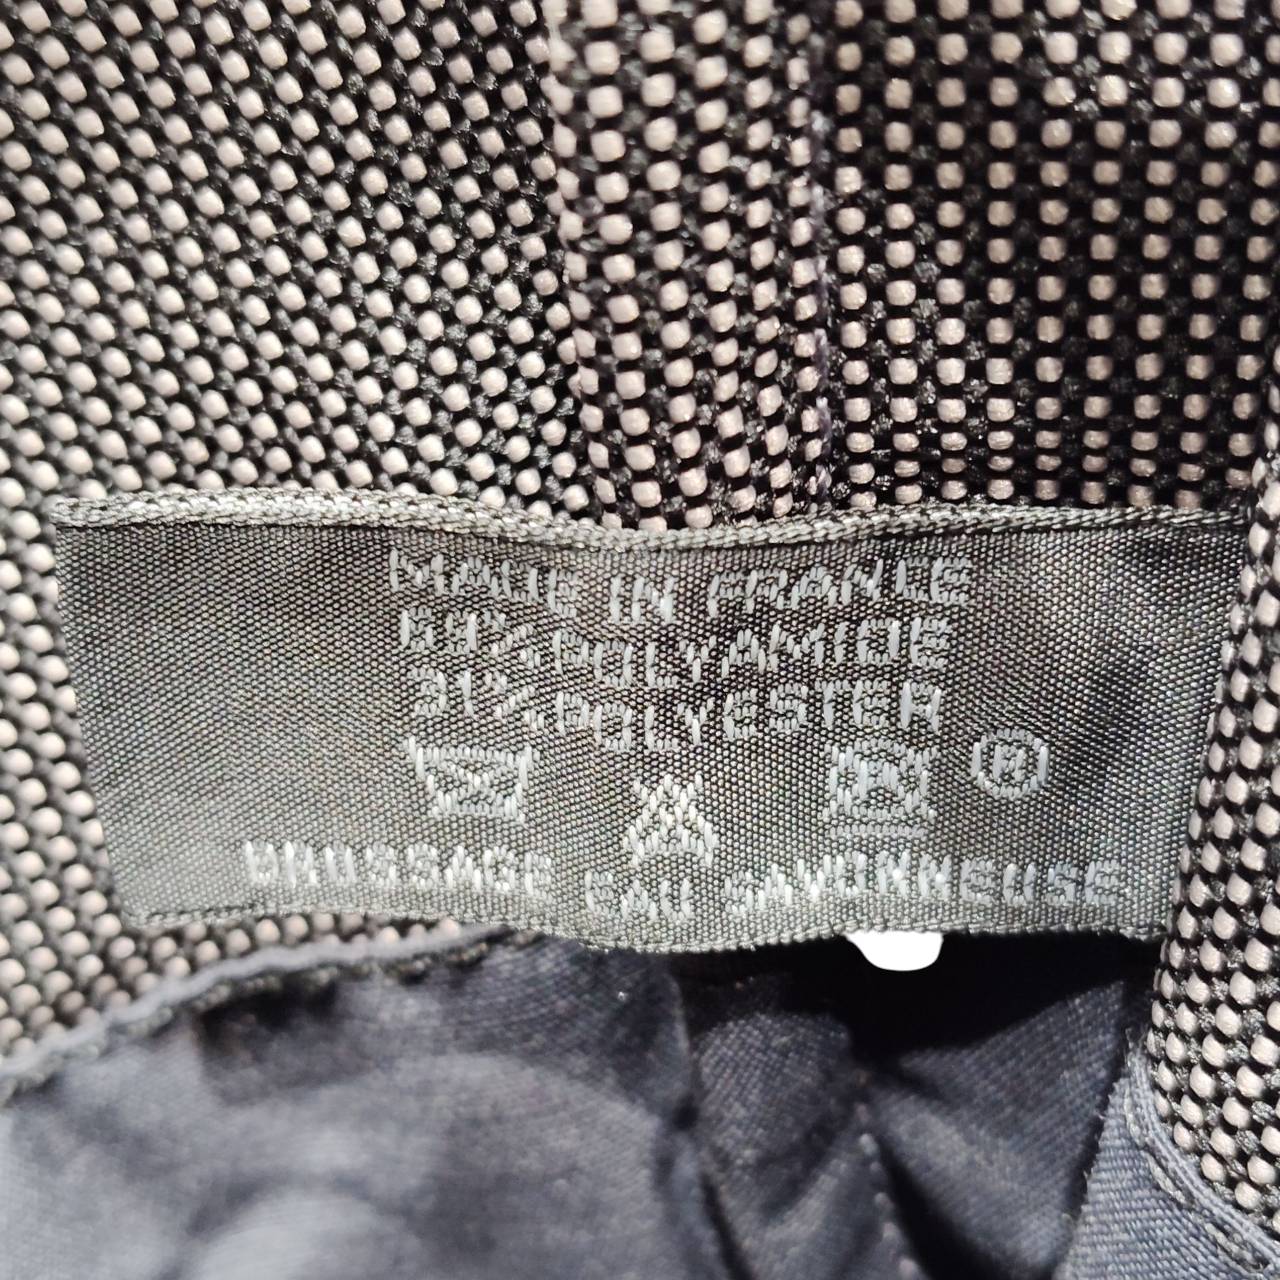 MADE IN FRANCE
69% POLYAMIDE
31% POLYESTER
®
BROSSAGE EAU SAVONNEUSE